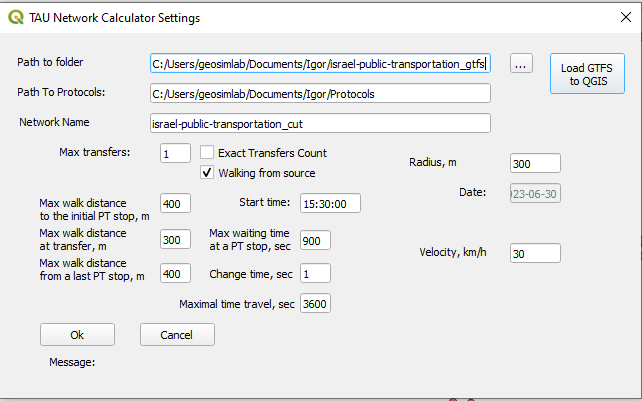 TAU Network Calculator Settings
Path to folder
C:/Users/geosimlab/Documents/Igor/israel-public-transportation_gtfs
...
Load GTFS
to QGIS
Path To Protocols:
C:/Users/geosimlab/Documents/Igor/Protocols
Network Name
israel-public-transportation_cut
Max transfers:
1
Exact Transfers Count
Walking from source
Radius, m
300
Max walk distance
to the initial PT stop, m
400
Start time:
15:30:00
Date:
023-06-30
Max walk distance
at transfer, m
300
Max waiting time
at a PT stop, sec
900
Velocity, km/h
30
Max walk distance
from a last PT stop, m
400
Change time, sec
1
Maximal time travel, sec
3600
Ok
Cancel
Message: